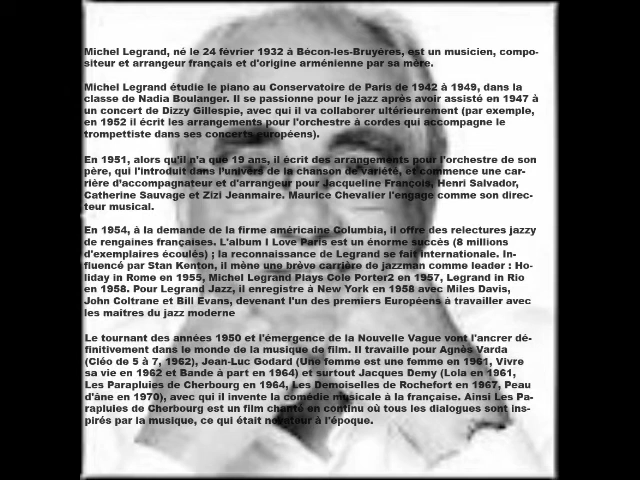 Michel Legrand, né le 24 février 1932 à Bécon-les-Bruyères, est un musicien, compo-
siteur et arrangeur français et d'origine arménienne par sa mère.
Michel Legrand étudie le piano au Conservatoire de Paris de 1942 à 1949, dans la
classe de Nadia Boulanger. Il se passionne pour le jazz après avoir assisté en 1947 à
un concert de Dizzy Gillespie, avec qui il va collaborer ultérieurement (par exemple,
en 1952 il écrit les arrangements pour l'orchestre à cordes qui accompagne le
trompettiste dans ses concerts européens).
En 1951, alors qu'il n'a que 19 ans, il écrit des arrangements pour l'orchestre de son
père, qui l'introduit dans l'univers de la chanson de variété, et commence une car-
rière d'accompagnateur et d'arrangeur pour Jacqueline François, Henri Salvador,
Catherine Sauvage et Zizi Jeanmaire. Maurice Chevalier l'engage comme son direc-
teur musical.
En 1954, à la demande de la firme américaine Columbia, il offre des relectures jazzy
de rengaines françaises. L'album I Love Paris est un énorme succès (8 millions
d'exemplaires écoulés) ; la reconnaissance de Legrand se fait internationale. In-
fluencé par Stan Kenton, il mène une brève carrière de jazzman comme leader : Ho-
liday in Rome en 1955, Michel Legrand Plays Cole Porter2 en 1957, Legrand in Rio
en 1958. Pour Legrand Jazz, il enregistre à New York en 1958 avec Miles Davis,
John Coltrane et Bill Evans, devenant l'un des premiers Européens à travailler avec
les maîtres du jazz moderne
Le tournant des années 1950 et l'émergence de la Nouvelle Vague vont l'ancrer dé-
finitivement dans le monde de la musique de film. Il travaille pour Agnès Varda
(Cléo de 5 à 7, 1962), Jean-Luc Godard (Une femme est une femme en 1961, Vivre
sa vie en 1962 et Bande à part en 1964) et surtout Jacques Demy (Lola en 1961,
Les Parapluies de Cherbourg en 1964, Les Demoiselles de Rochefort en 1967, Peau
d'âne en 1970), avec qui il invente la comédie musicale à la française. Ainsi Les Pa-
rapluies de Cherbourg est un film chanté en continu où tous les dialogues sont ins-
pirés par la musique, ce qui était novateur à l'époque.